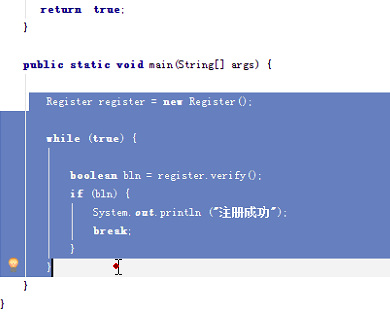 return true;
}
public static void main(String[] args) {
Register register = new Register();
while (true) {
boolean bln = register.verify();
if (bln) {
System.out.println ("注册成功");
break;
}
}
}
}